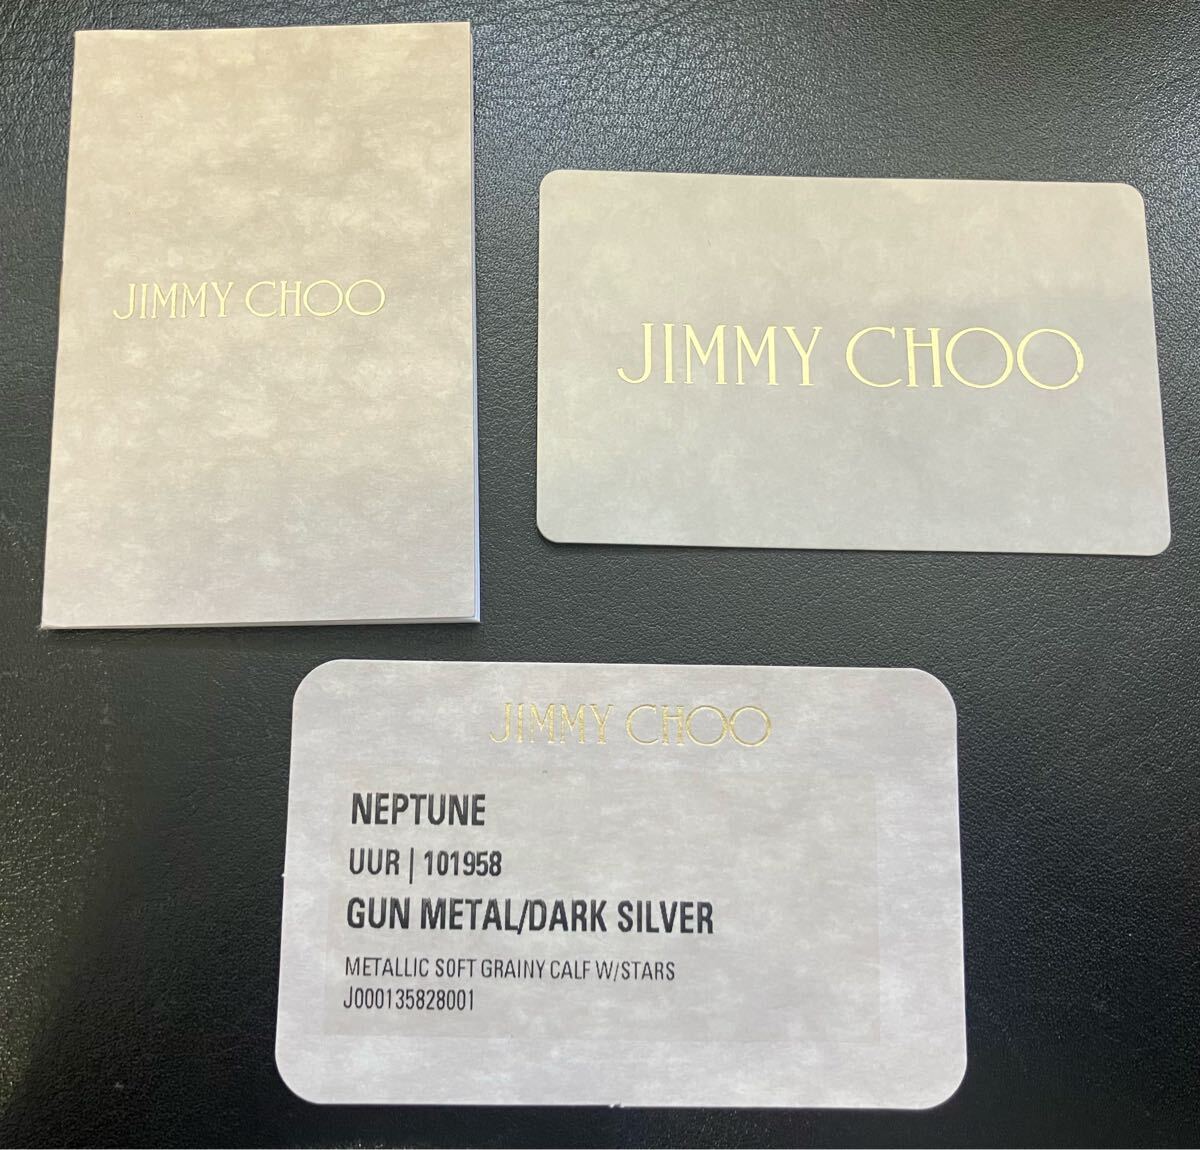 JIMMY CHOO
JIMMY CHOO
JIMMY CHOO
NEPTUNE
UUR | 101958
GUN METAL/DARK SILVER
METALLIC SOFT GRAINY CALF W/STARS
J000135828001